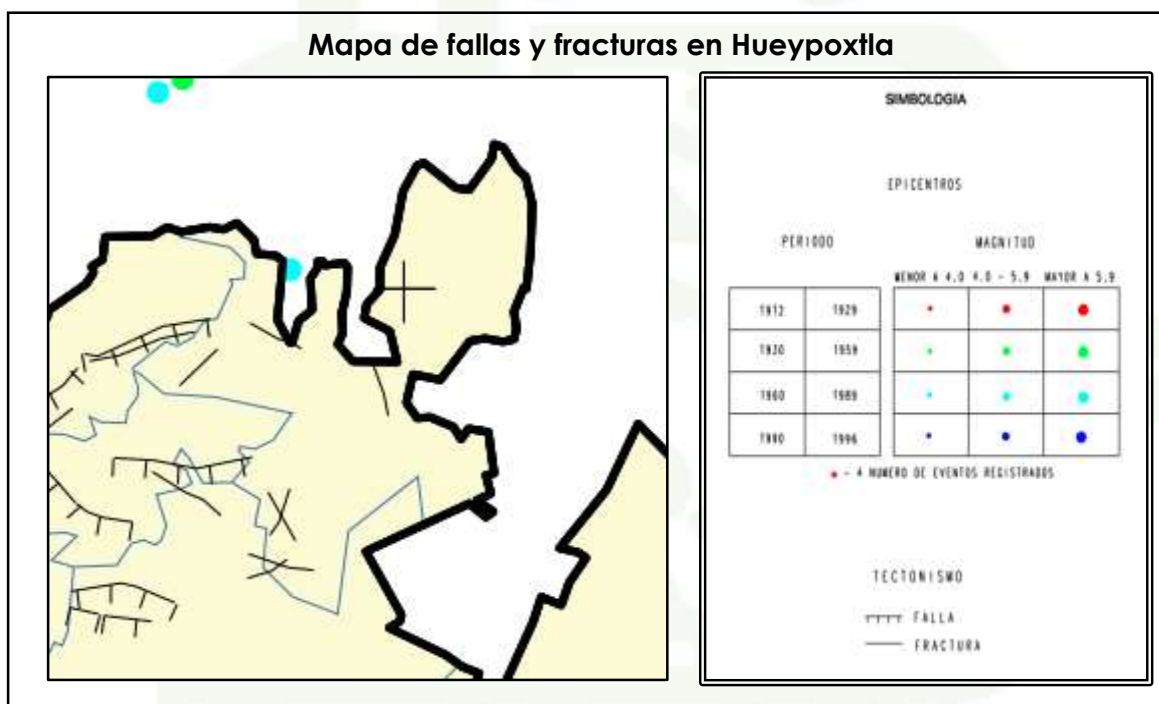 Mapa de fallas y fracturas en Hueypoxtla
SIMBOLOGIA
EPICENTROS
PERIODO MAGNITUD
MENOR A 4.0 4.0 - 5.9 MAYOR A 5.9
1912 1929
1930 1959
1960 1989
1990 1996
- 4 NUMERO DE EVENTOS REGISTRADOS
TECTONISMO
FALLA
FRACTURA